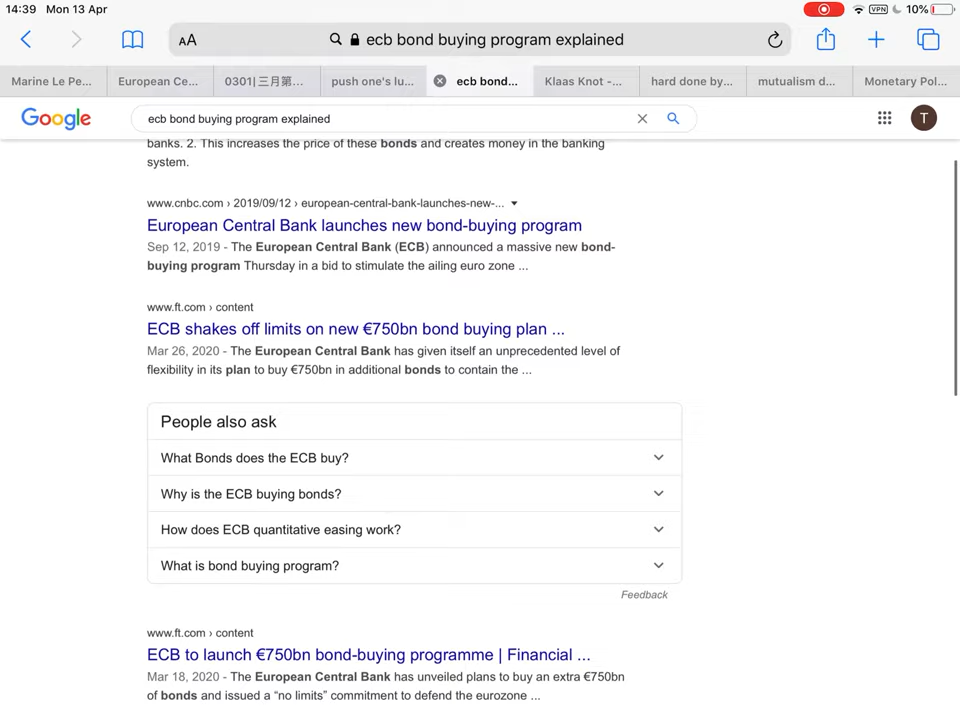 14:39 Mon 13 Apr VPN 10%
AA ecb bond buying program explained
Marine Le Pe... European Ce... 0301| 三月第... push one's lu... ecb bond... Klaas Knot -... hard done by... mutualism d... Monetary Pol...
Google ecb bond buying program explained T
banks. 2. This increases the price of these bonds and creates money in the banking
system.
www.cnbc.com › 2019/09/12 › european-central-bank-launches-new-...
European Central Bank launches new bond-buying program
Sep 12, 2019 - The European Central Bank (ECB) announced a massive new bond-
buying program Thursday in a bid to stimulate the ailing euro zone ...
www.ft.com › content
ECB shakes off limits on new €750bn bond buying plan ...
Mar 26, 2020 - The European Central Bank has given itself an unprecedented level of
flexibility in its plan to buy €750bn in additional bonds to contain the ...
People also ask
What Bonds does the ECB buy?
Why is the ECB buying bonds?
How does ECB quantitative easing work?
What is bond buying program?
Feedback
www.ft.com › content
ECB to launch €750bn bond-buying programme | Financial ...
Mar 18, 2020 - The European Central Bank has unveiled plans to buy an extra €750bn
of bonds and issued a “no limits” commitment to defend the eurozone ...